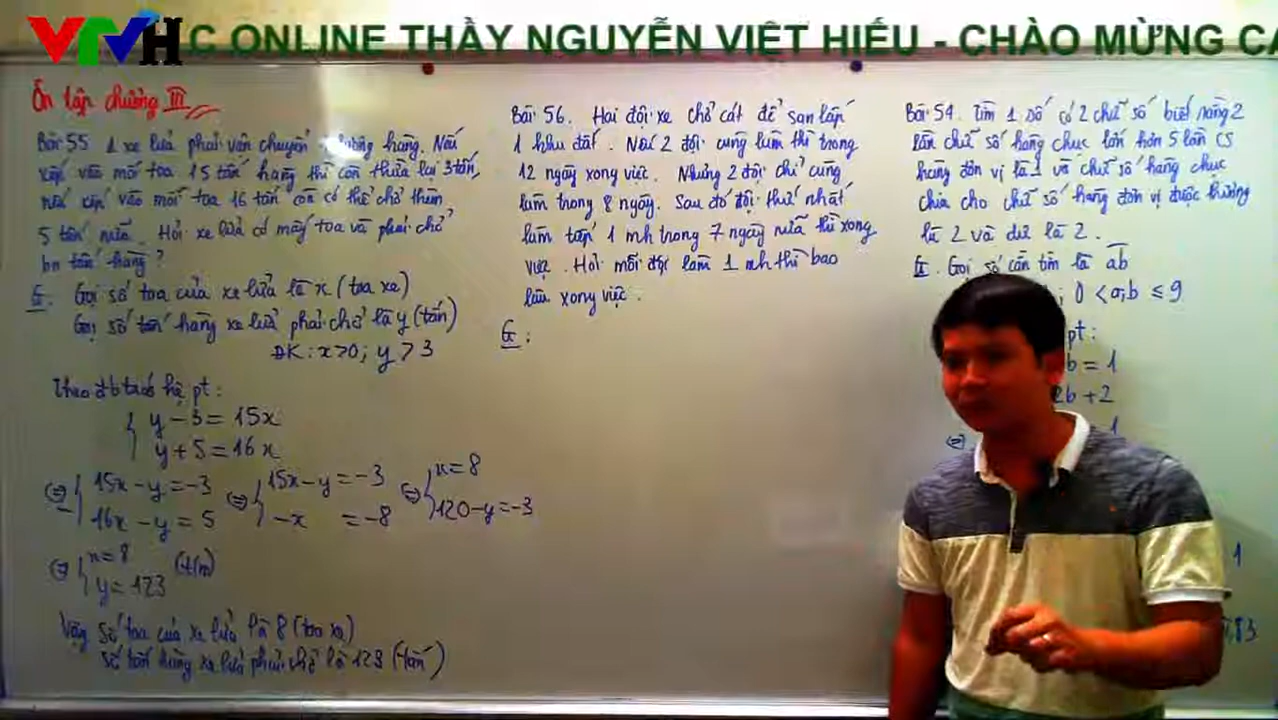 VTVH
C ONLINE THẦY NGUYỄN VIỆT HIẾU - CHÀO MỪNG CÁ
Ôn tập chương III
Bài 55 1 xe lửa phải vận chuyển lượng hàng. Nếu
xếp vào mỗi toa 15 tấn hàng thì còn thừa lại 3 tấn,
nếu xếp vào mỗi toa 16 tấn còn có thể chở thêm
5 tấn nữa. Hỏi xe lửa có mấy toa và phải chở
bn tấn hàng?
G: Gọi số toa của xe lửa là x (toa xe)
Gọi số tấn hàng xe lửa phải chở là y (tấn)
ĐK: x>0; y > 3
Theo đb ta có hệ pt:
y - 3 = 15x
y + 5 = 16x
(=) { 15x - y = -3 (=) { 15x - y = -3 (=) { x = 8
16x - y = 5 -x = -8 120 - y = -3
(=) { x = 8 (t/m)
y = 123
Vậy số toa của xe lửa là 8 (toa xe)
số tấn hàng xe lửa phải chở là 123 (tấn)
Bài 56. Hai đội xe chở cát để san lấp
1 khu đất. Nếu 2 đội cùng làm thì trong
12 ngày xong việc. Nhưng 2 đội chỉ cùng
làm trong 8 ngày. Sau đó đội thứ nhất
làm tiếp 1 mh trong 7 ngày nữa thì xong
việc. Hỏi mỗi đội làm 1 mh thì bao
lâu xong việc.
G:
Bài 54. Tìm 1 số có 2 chữ số biết rằng 2
lần chữ số hàng chục lớn hơn 5 lần CS
hàng đơn vị là 1 và chữ số hàng chục
chia cho chữ số hàng đơn vị được thương
là 2 và dư là 2.
G. Gọi số cần tìm là ab
; 0 < a;b ≤ 9
pt:
b = 1
2b + 2
(=) 1
1
83